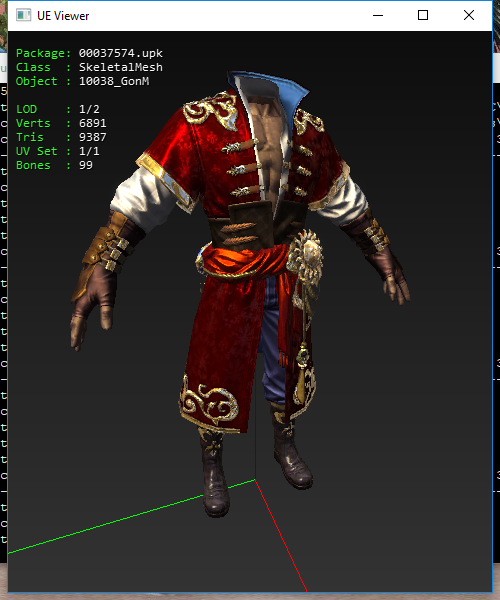 UE Viewer
Package: 00037574.upk
Class : SkeletalMesh
Object : 10038_GonM
LOD : 1/2
Verts : 6891
Tris : 9387
UV Set : 1/1
Bones : 99